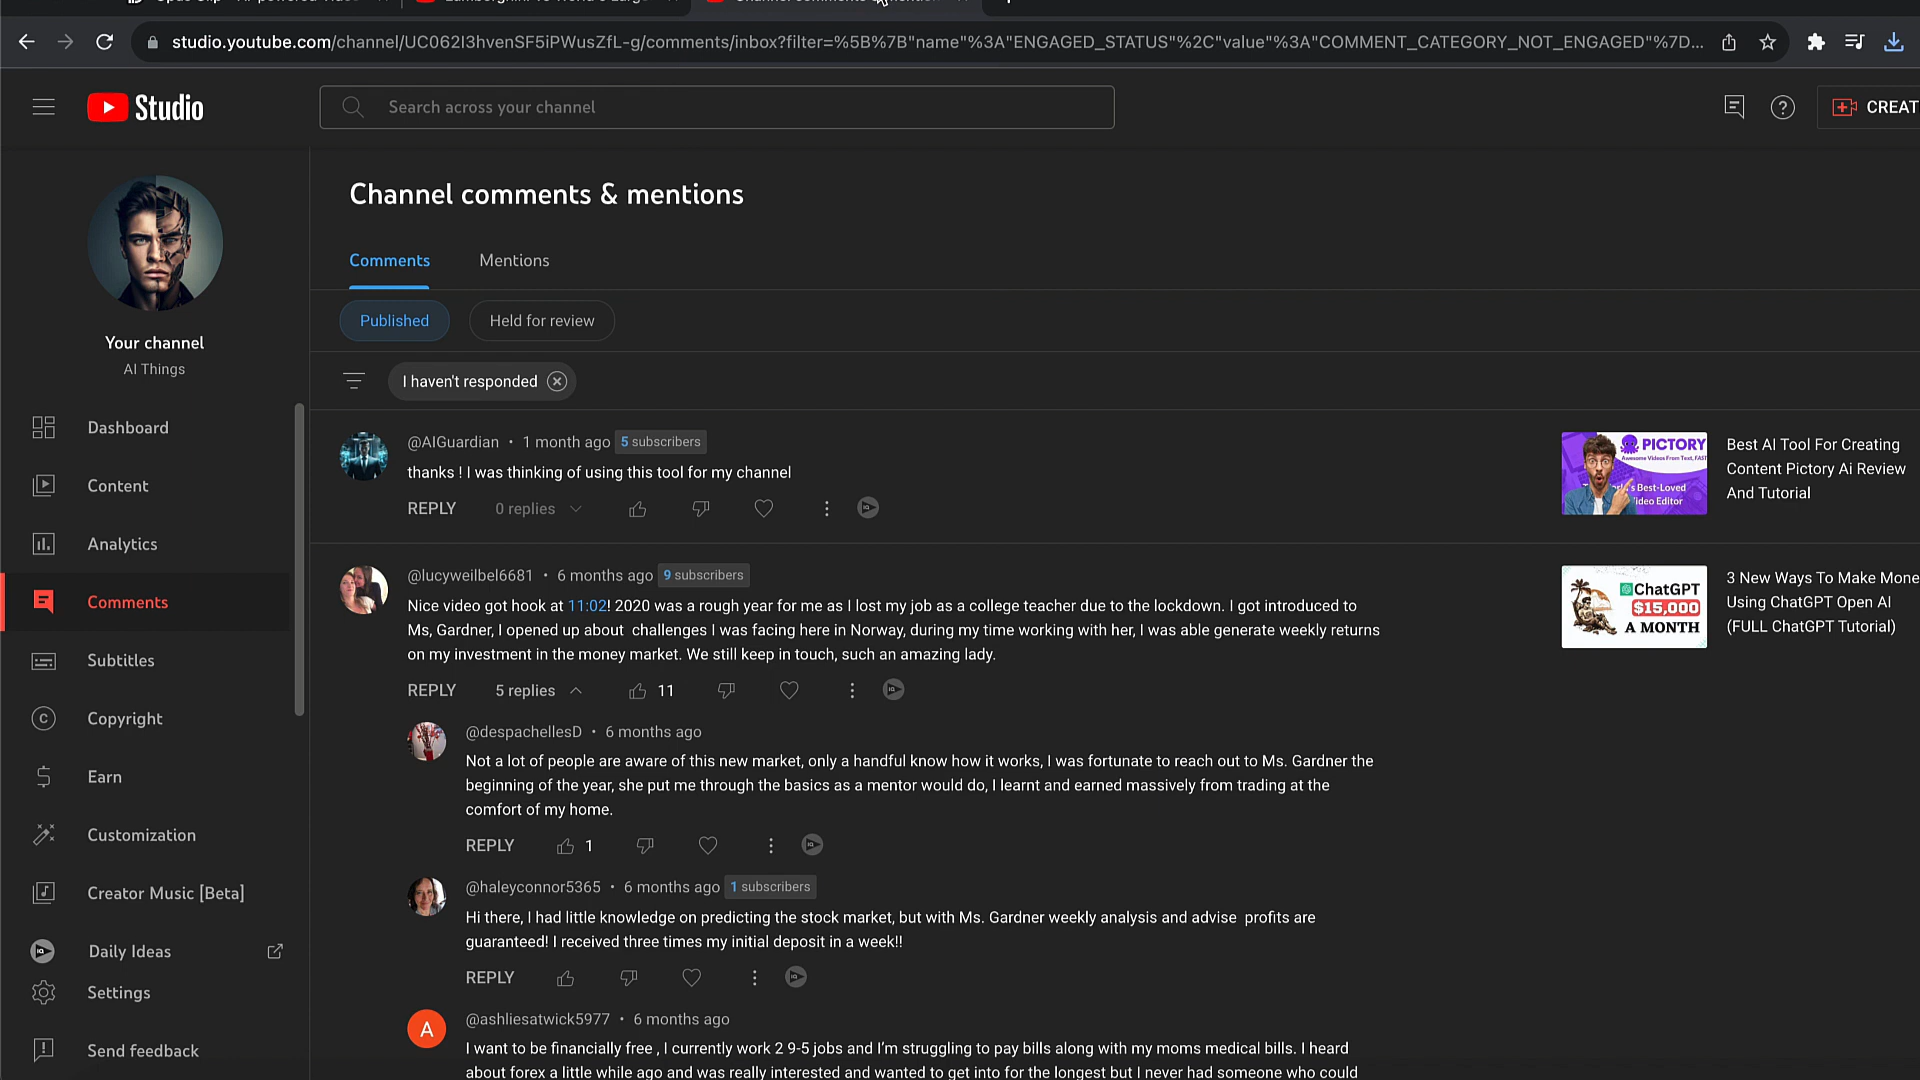 studio.youtube.com/channel/UC062I3hvenSF5iPWusZfL-g/comments/inbox?filter=%5B%7B"name"%3A"ENGAGED_STATUS"%2C"value"%3A"COMMENT_CATEGORY_NOT_ENGAGED"%7D...
Studio
Search across your channel
CREAT
Channel comments & mentions
Comments
Mentions
Published
Held for review
I haven't responded
Your channel
AI Things
Dashboard
Content
Analytics
Comments
Subtitles
Copyright
Earn
Customization
Creator Music [Beta]
Daily Ideas
Settings
Send feedback
@AIGuardian • 1 month ago 5 subscribers
thanks ! I was thinking of using this tool for my channel
REPLY 0 replies
PICTORY
Awesome Videos From Text, FAST
's Best-Loved
ideo Editor
Best AI Tool For Creating
Content Pictory Ai Review
And Tutorial
@lucyweilbel6681 • 6 months ago 9 subscribers
Nice video got hook at 11:02! 2020 was a rough year for me as I lost my job as a college teacher due to the lockdown. I got introduced to
Ms, Gardner, I opened up about challenges I was facing here in Norway, during my time working with her, I was able generate weekly returns
on my investment in the money market. We still keep in touch, such an amazing lady.
REPLY 5 replies 11
ChatGPT
$15,000
A MONTH
3 New Ways To Make Mone
Using ChatGPT Open AI
(FULL ChatGPT Tutorial)
@despachellesD • 6 months ago
Not a lot of people are aware of this new market, only a handful know how it works, I was fortunate to reach out to Ms. Gardner the
beginning of the year, she put me through the basics as a mentor would do, I learnt and earned massively from trading at the
comfort of my home.
REPLY 1
@haleyconnor5365 • 6 months ago 1 subscribers
Hi there, I had little knowledge on predicting the stock market, but with Ms. Gardner weekly analysis and advise profits are
guaranteed! I received three times my initial deposit in a week!!
REPLY
A
@ashliesatwick5977 • 6 months ago
I want to be financially free , I currently work 2 9-5 jobs and I'm struggling to pay bills along with my moms medical bills. I heard
about forex a little while ago and was really interested and wanted to get into for the longest but I never had someone who could